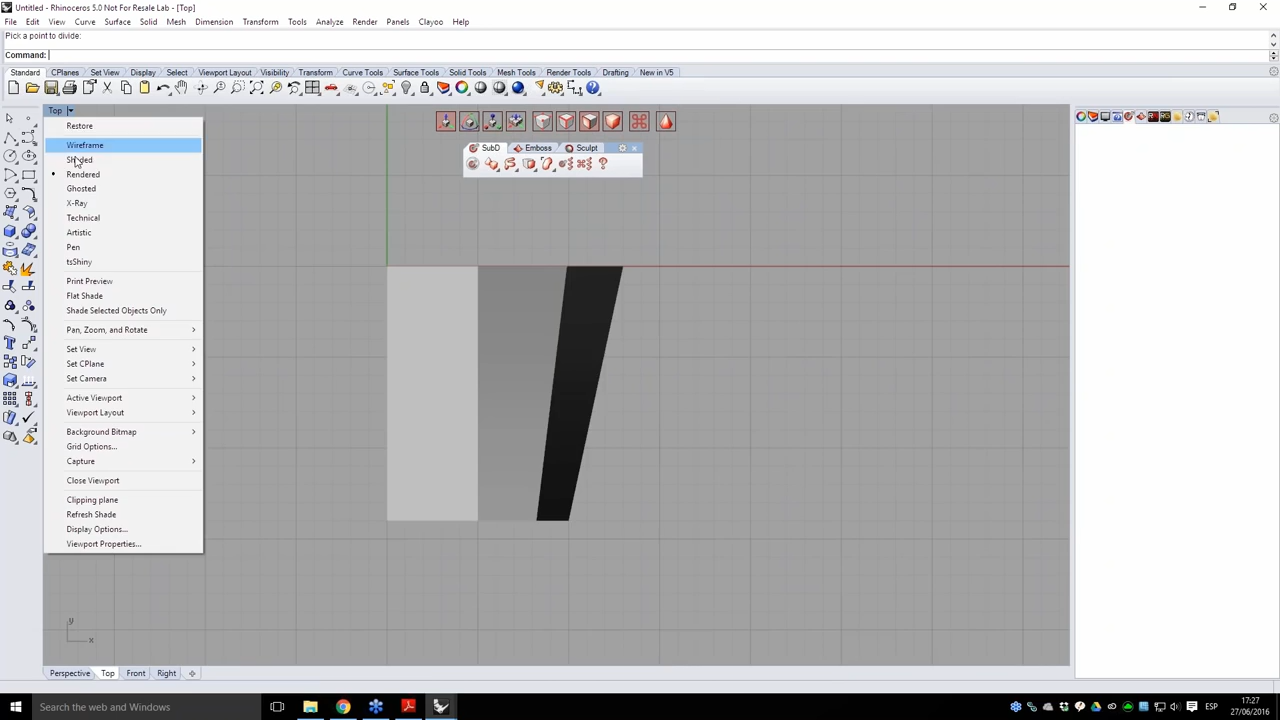 Untitled - Rhinoceros 5.0 Not For Resale Lab - [Top]
File Edit View Curve Surface Solid Mesh Dimension Transform Tools Analyze Render Panels Clayoo Help
Pick a point to divide:
Command:
Standard CPlanes Set View Display Select Viewport Layout Visibility Transform Curve Tools Surface Tools Solid Tools Mesh Tools Render Tools Drafting New in V5
Top
SubD Emboss Sculpt
Restore
Wireframe
Shaded
Rendered
Ghosted
X-Ray
Technical
Artistic
Pen
tsShiny
Print Preview
Flat Shade
Shade Selected Objects Only
Pan, Zoom, and Rotate
Set View
Set CPlane
Set Camera
Active Viewport
Viewport Layout
Background Bitmap
Grid Options...
Capture
Close Viewport
Clipping plane
Refresh Shade
Display Options...
Viewport Properties...
y
x
Perspective Top Front Right
Search the web and Windows
ESP
17:27
27/06/2016